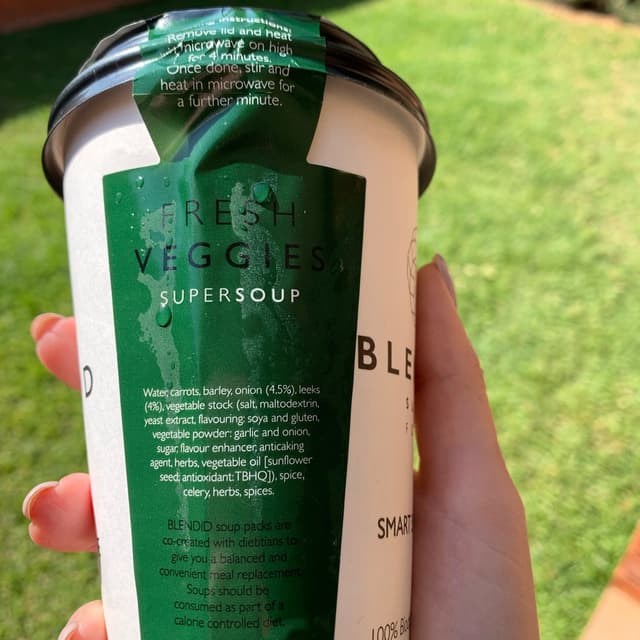 instructions:
Remove lid and heat
in microwave on high
for 4 minutes.
Once done, stir and
heat in microwave for
a further minute.
FRESH
VEGGIES
SUPERSOUP
Water, carrots, barley, onion (4,5%), leeks
(4%), vegetable stock (salt, maltodextrin,
yeast extract, flavouring: soya and gluten,
vegetable powder: garlic and onion,
sugar, flavour enhancer, anticaking
agent, herbs, vegetable oil [sunflower
seed: antioxidant: TBHQ]), spice,
celery, herbs, spices.
BLENDID soup packs are
co-created with dietitians to
give you a balanced and
convenient meal replacement.
Soups should be
consumed as part of a
calorie controlled diet.
D
BLE
S
F
SMART
100%